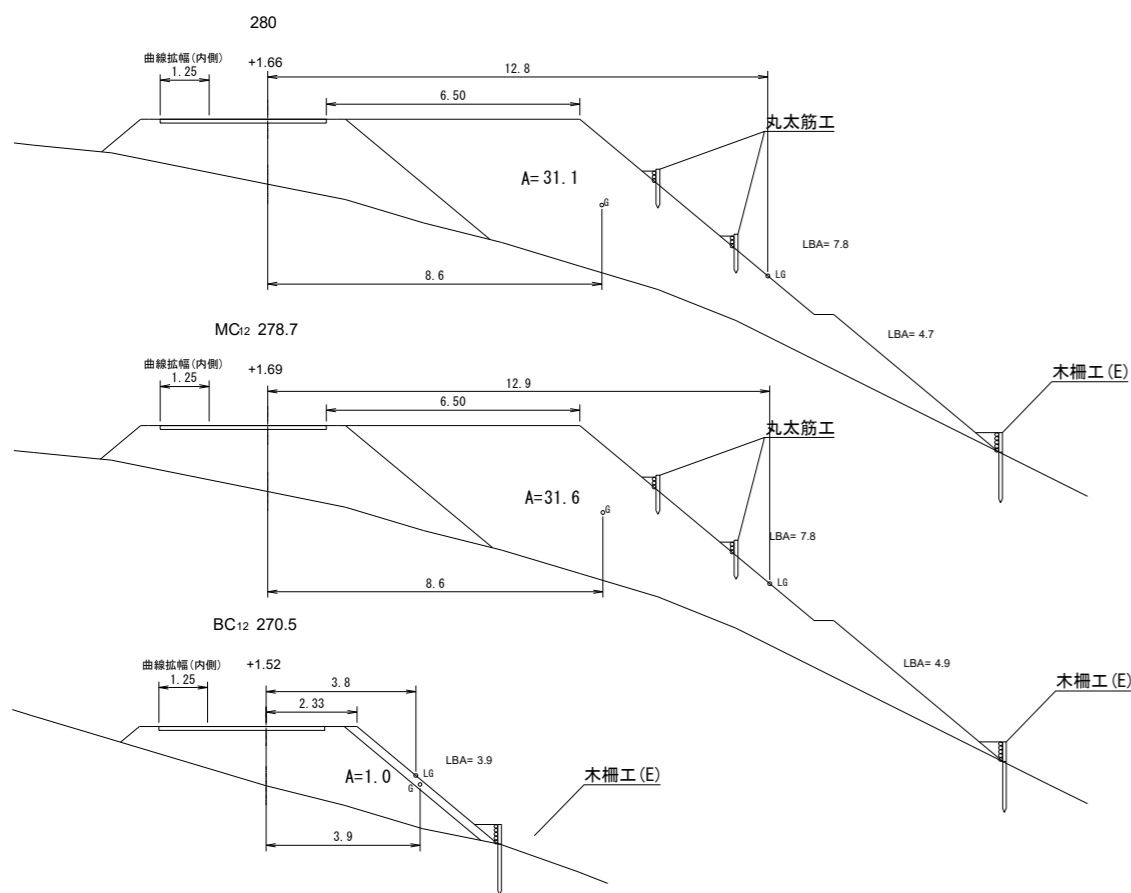 280
曲線拡幅(内側) +1.66
1.25
12.8
6.50
丸太筋工
A=31.1
G
LBA= 7.8
LG
8.6
LBA= 4.7
木柵工(E)
MC12 278.7
曲線拡幅(内側) +1.69
1.25
12.9
6.50
丸太筋工
A=31.6
G
LBA= 7.8
LG
8.6
LBA= 4.9
木柵工(E)
BC12 270.5
曲線拡幅(内側) +1.52
1.25
3.8
2.33
LBA= 3.9
LG
A=1.0
G
木柵工(E)
3.9